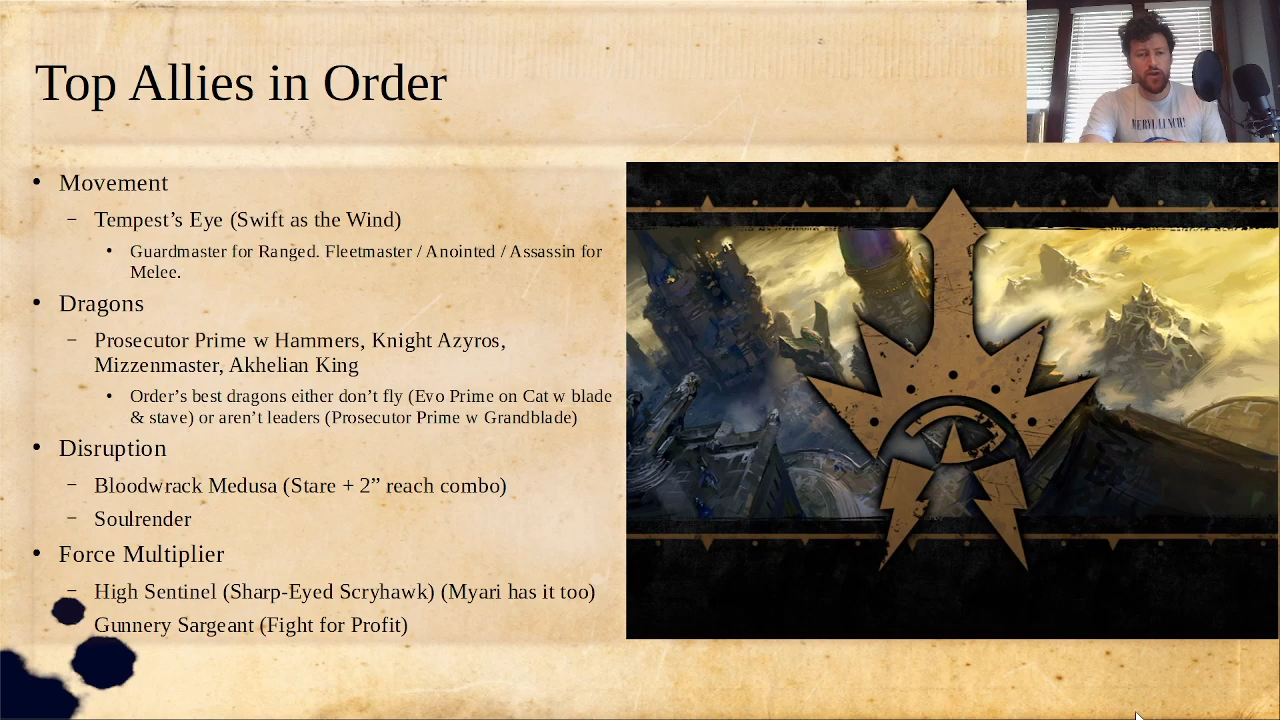 Top Allies in Order
• Movement
– Tempest’s Eye (Swift as the Wind)
• Guardmaster for Ranged. Fleetmaster / Anointed / Assassin for
Melee.
• Dragons
– Prosecutor Prime w Hammers, Knight Azyros,
Mizzenmaster, Akhelian King
• Order’s best dragons either don’t fly (Evo Prime on Cat w blade
& stave) or aren’t leaders (Prosecutor Prime w Grandblade)
• Disruption
– Bloodwrack Medusa (Stare + 2” reach combo)
– Soulrender
• Force Multiplier
– High Sentinel (Sharp-Eyed Scryhawk) (Myari has it too)
Gunnery Sargeant (Fight for Profit)